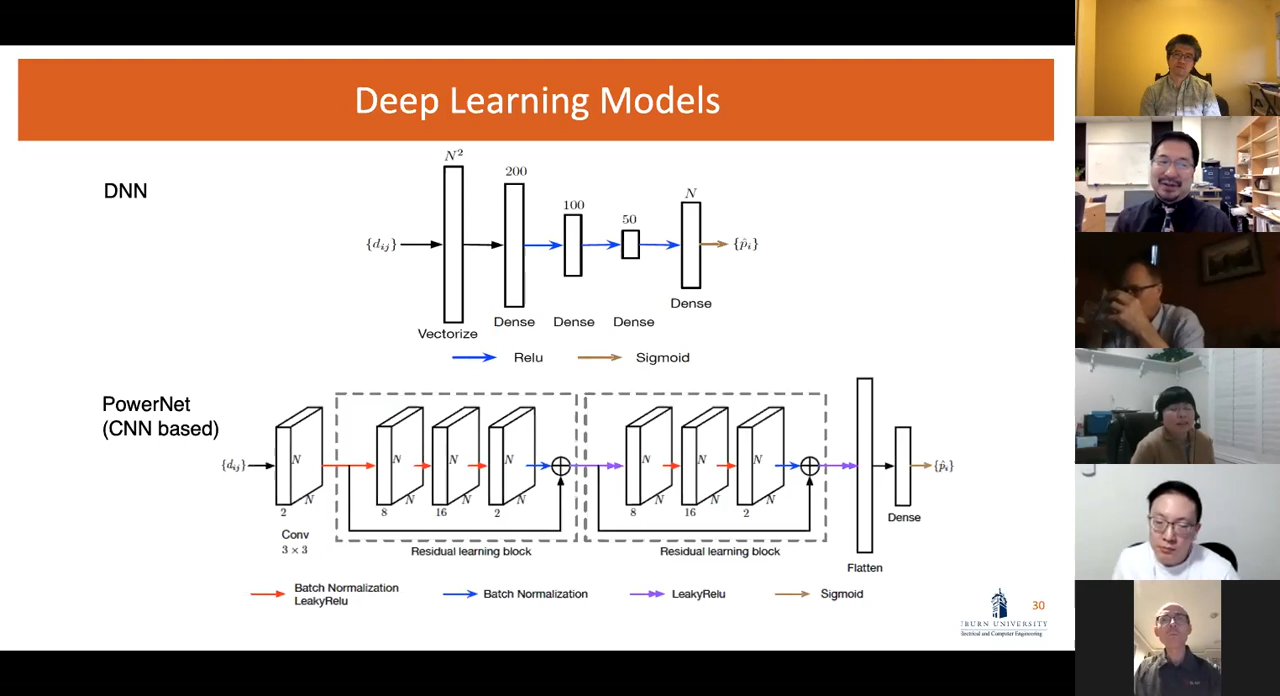 Deep Learning Models
DNN
N²
200
100
50
N
{d_ij}
{p̂_i}
Vectorize
Dense
Dense
Dense
Dense
Relu
Sigmoid
PowerNet
(CNN based)
{d_ij}
N
N
2
Conv
3 × 3
N
N
8
N
N
16
N
N
2
Residual learning block
N
N
8
N
N
16
N
N
2
Residual learning block
Flatten
Dense
{p̂_i}
Batch Normalization
LeakyRelu
Batch Normalization
LeakyRelu
Sigmoid
30
BURN UNIVERSITY
Electrical and Computer Engineering